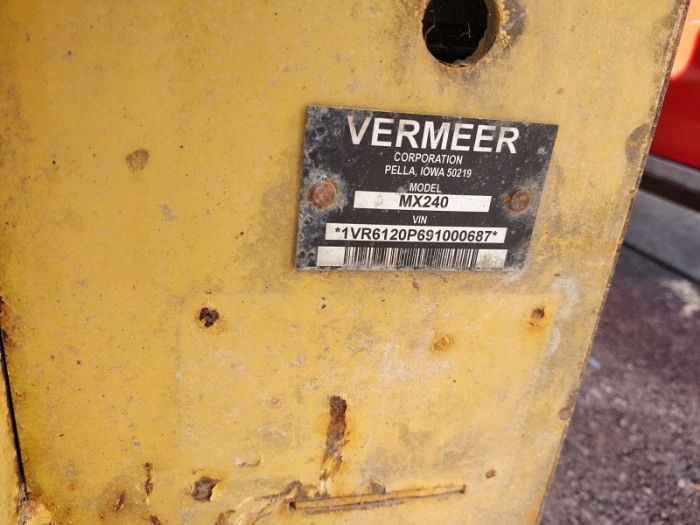 VERMEER
CORPORATION
PELLA, IOWA 50219
MODEL
MX240
VIN
*1VR6120P691000687*